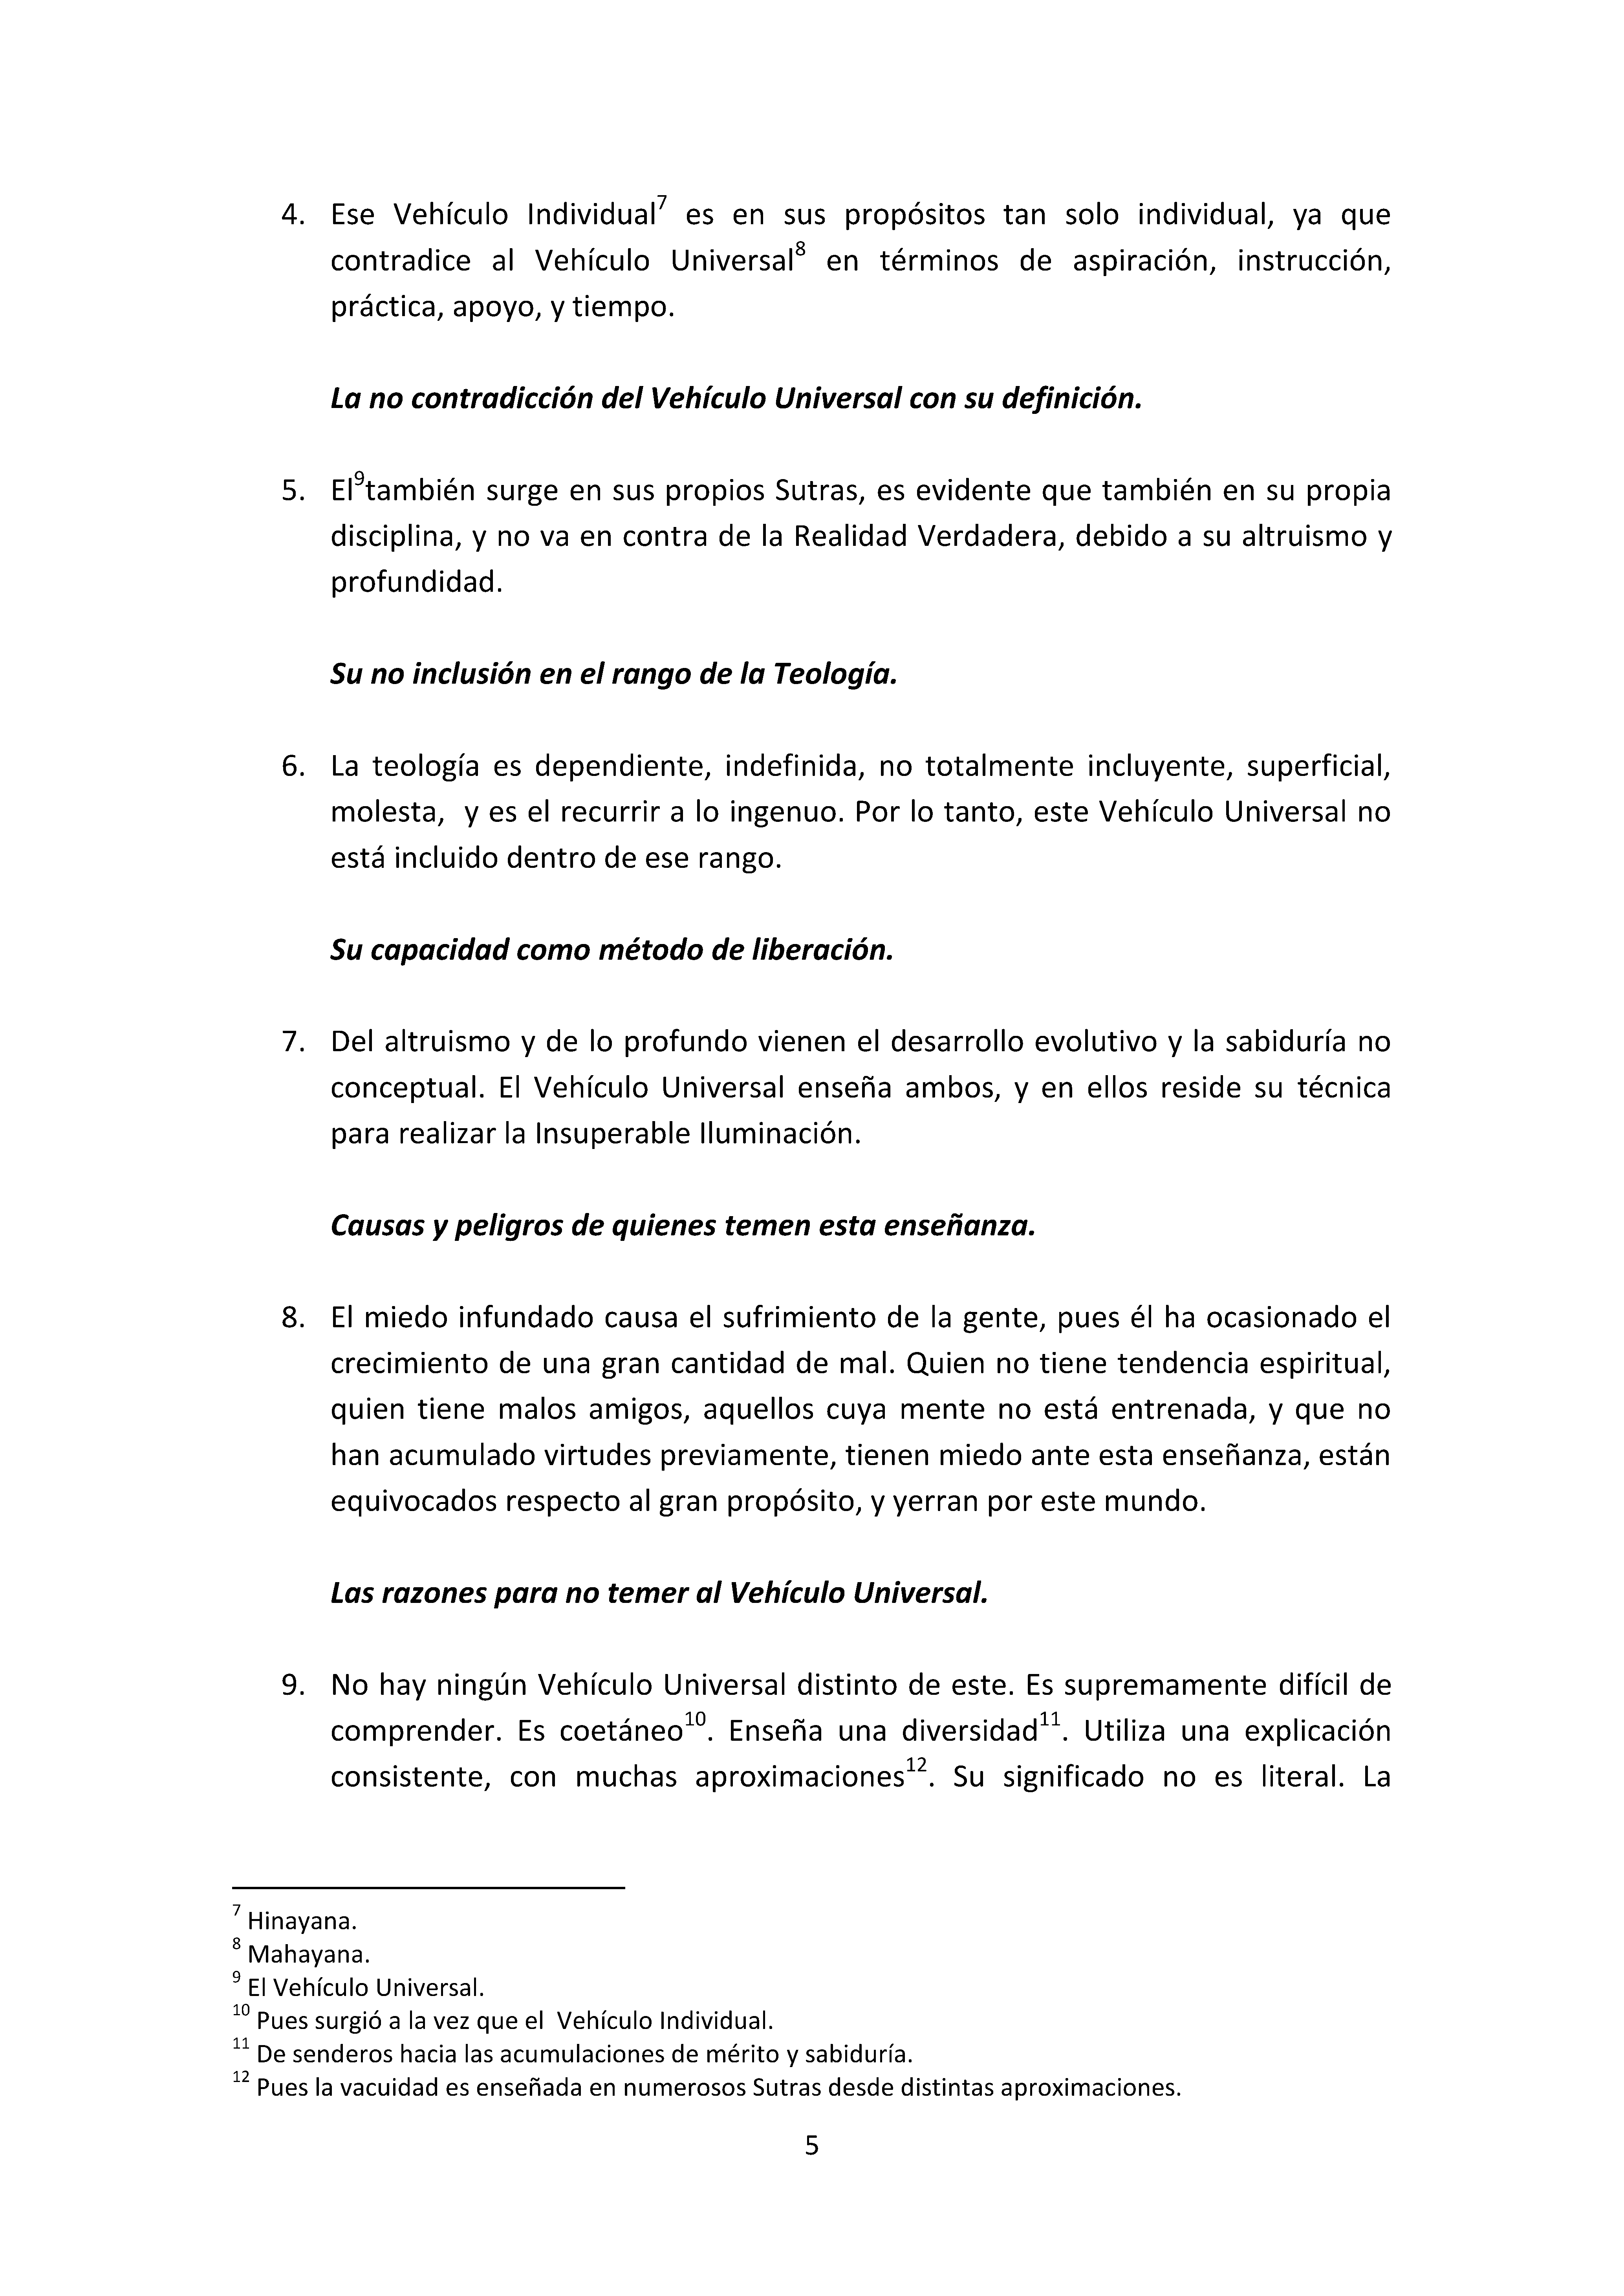 4. Ese Vehículo Individual7 es en sus propósitos tan solo individual, ya que
contradice al Vehículo Universal8 en términos de aspiración, instrucción,
práctica, apoyo, y tiempo.
La no contradicción del Vehículo Universal con su definición.
5. El9también surge en sus propios Sutras, es evidente que también en su propia
disciplina, y no va en contra de la Realidad Verdadera, debido a su altruismo y
profundidad.
Su no inclusión en el rango de la Teología.
6. La teología es dependiente, indefinida, no totalmente incluyente, superficial,
molesta, y es el recurrir a lo ingenuo. Por lo tanto, este Vehículo Universal no
está incluido dentro de ese rango.
Su capacidad como método de liberación.
7. Del altruismo y de lo profundo vienen el desarrollo evolutivo y la sabiduría no
conceptual. El Vehículo Universal enseña ambos, y en ellos reside su técnica
para realizar la Insuperable Iluminación.
Causas y peligros de quienes temen esta enseñanza.
8. El miedo infundado causa el sufrimiento de la gente, pues él ha ocasionado el
crecimiento de una gran cantidad de mal. Quien no tiene tendencia espiritual,
quien tiene malos amigos, aquellos cuya mente no está entrenada, y que no
han acumulado virtudes previamente, tienen miedo ante esta enseñanza, están
equivocados respecto al gran propósito, y yerran por este mundo.
Las razones para no temer al Vehículo Universal.
9. No hay ningún Vehículo Universal distinto de este. Es supremamente difícil de
comprender. Es coetáneo10. Enseña una diversidad11. Utiliza una explicación
consistente, con muchas aproximaciones12. Su significado no es literal. La
7 Hinayana.
8 Mahayana.
9 El Vehículo Universal.
10 Pues surgió a la vez que el Vehículo Individual.
11 De senderos hacia las acumulaciones de mérito y sabiduría.
12 Pues la vacuidad es enseñada en numerosos Sutras desde distintas aproximaciones.
5